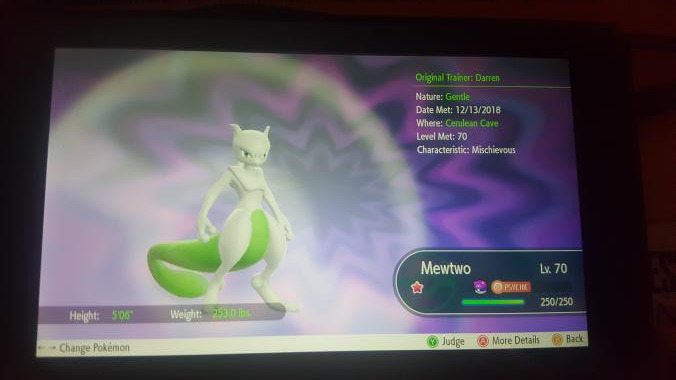 Original Trainer: Darren
Nature: Gentle
Date Met: 12/13/2018
Where: Cerulean Cave
Level Met: 70
Characteristic: Mischievous
Mewtwo Lv. 70
PSYCHIC
250/250
Height: 5'06" Weight: 253.0 lbs.
← → Change Pokémon
Y Judge A More Details B Back